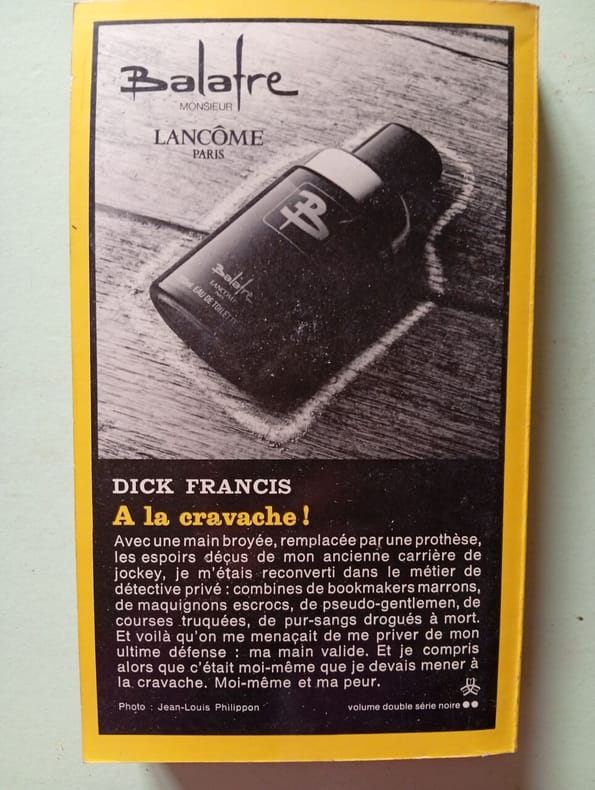 Balafre
MONSIEUR
LANCÔME
PARIS
B
Balafre
LANCÔME
EAU DE TOILETTE
DICK FRANCIS
A la cravache !
Avec une main broyée, remplacée par une prothèse,
les espoirs déçus de mon ancienne carrière de
jockey, je m'étais reconverti dans le métier de
détective privé : combines de bookmakers marrons,
de maquignons escrocs, de pseudo-gentlemen, de
courses truquées, de pur-sangs drogués à mort.
Et voilà qu'on me menaçait de me priver de mon
ultime défense : ma main valide. Et je compris
alors que c'était moi-même que je devais mener à
la cravache. Moi-même et ma peur.
Photo : Jean-Louis Philippon
volume double série noire ●●